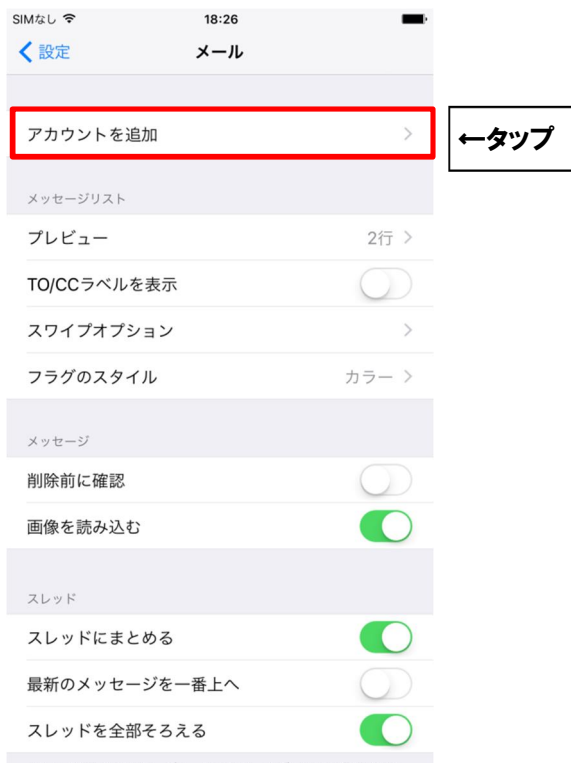 SIMなし 18:26
設定 メール
アカウントを追加
←タップ
メッセージリスト
プレビュー 2行
TO/CCラベルを表示
スワイプオプション
フラグのスタイル カラー
メッセージ
削除前に確認
画像を読み込む
スレッド
スレッドにまとめる
最新のメッセージを一番上へ
スレッドを全部そろえる